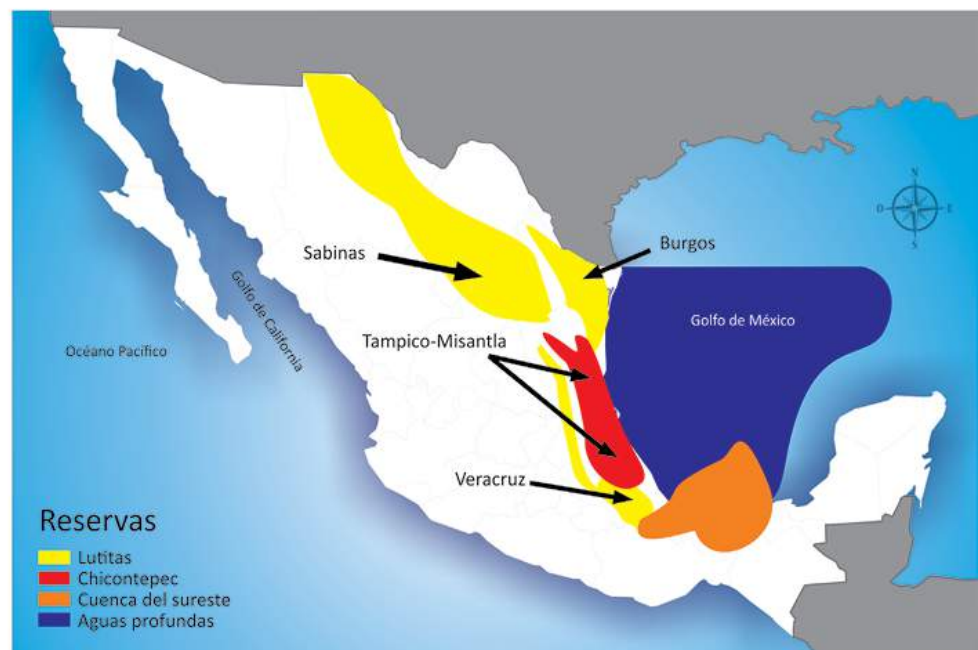 N
O
E
S
Sabinas
Burgos
Golfo de California
Golfo de México
Océano Pacífico
Tampico-Misantla
Veracruz
Reservas
Lutitas
Chicontepec
Cuenca del sureste
Aguas profundas